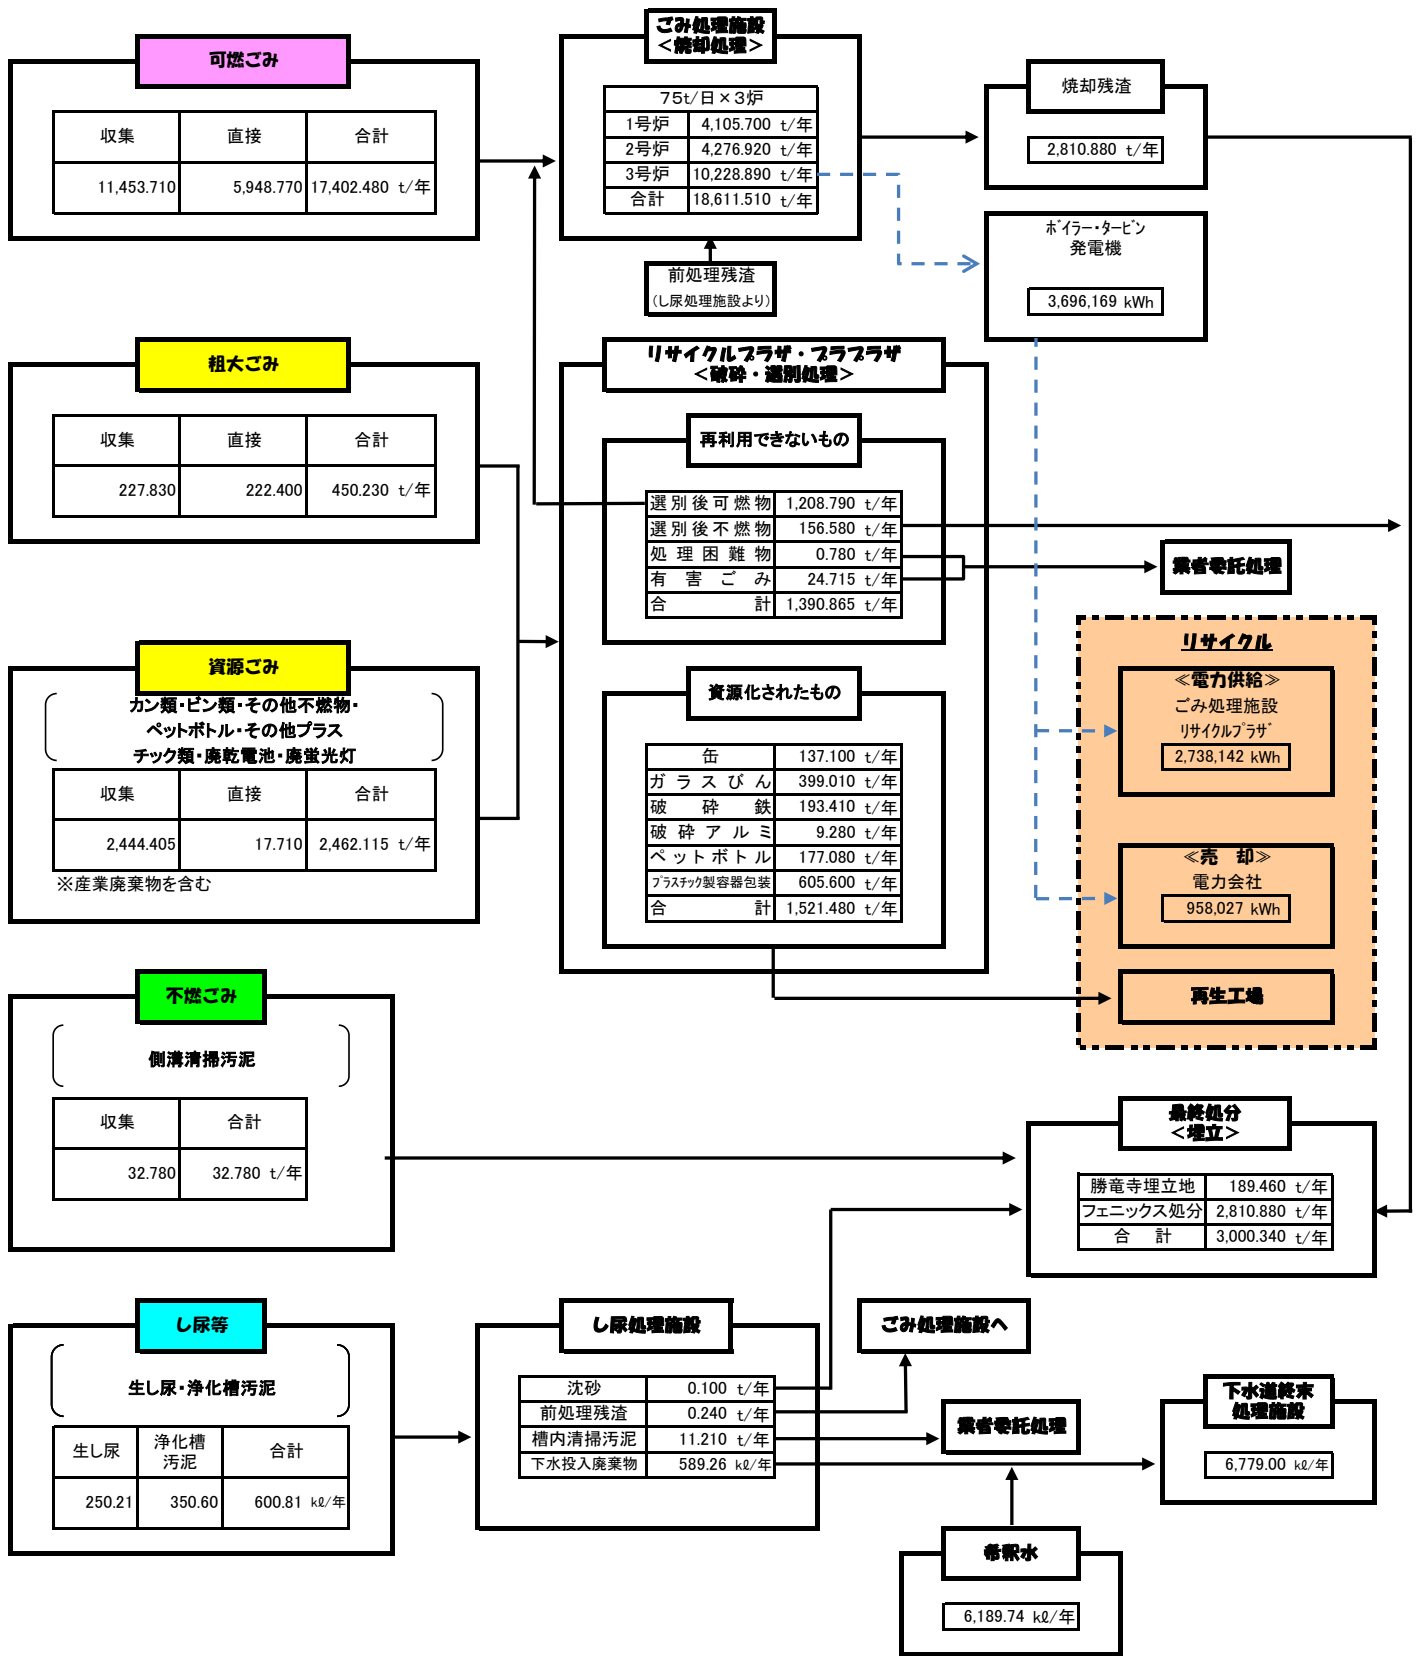 可燃ごみ
収集 直接 合計
11,453.710 5,948.770 17,402.480 t/年
ごみ処理施設
＜焼却処理＞
75t/日×3炉
1号炉 4,105.700 t/年
2号炉 4,276.920 t/年
3号炉 10,228.890 t/年
合計 18,611.510 t/年
前処理残渣
(し尿処理施設より)
焼却残渣
2,810.880 t/年
ﾎﾞｲﾗｰ・ﾀｰﾋﾞﾝ
発電機
3,696,169 kWh
粗大ごみ
収集 直接 合計
227.830 222.400 450.230 t/年
リサイクルプラザ・プラプラザ
＜破砕・選別処理＞
再利用できないもの
選別後可燃物 1,208.790 t/年
選別後不燃物 156.580 t/年
処理困難物 0.780 t/年
有害ごみ 24.715 t/年
合計 1,390.865 t/年
業者委託処理
資源ごみ
カン類・ビン類・その他不燃物・
ペットボトル・その他プラス
チック類・廃乾電池・廃蛍光灯
収集 直接 合計
2,444.405 17.710 2,462.115 t/年
※産業廃棄物を含む
資源化されたもの
缶 137.100 t/年
ガラスびん 399.010 t/年
破砕鉄 193.410 t/年
破砕アルミ 9.280 t/年
ペットボトル 177.080 t/年
ﾌﾟﾗｽﾁｯｸ製容器包装 605.600 t/年
合計 1,521.480 t/年
リサイクル
≪電力供給≫
ごみ処理施設
ﾘｻｲｸﾙﾌﾟﾗｻﾞ
2,738,142 kWh
≪売 却≫
電力会社
958,027 kWh
再生工場
不燃ごみ
側溝清掃汚泥
収集 合計
32.780 32.780 t/年
最終処分
＜埋立＞
勝竜寺埋立地 189.460 t/年
フェニックス処分 2,810.880 t/年
合 計 3,000.340 t/年
し尿等
生し尿・浄化槽汚泥
生し尿 浄化槽汚泥 合計
250.21 350.60 600.81 kℓ/年
し尿処理施設
沈砂 0.100 t/年
前処理残渣 0.240 t/年
槽内清掃汚泥 11.210 t/年
下水投入廃棄物 589.26 kℓ/年
ごみ処理施設へ
業者委託処理
下水道終末
処理施設
6,779.00 kℓ/年
希釈水
6,189.74 kℓ/年